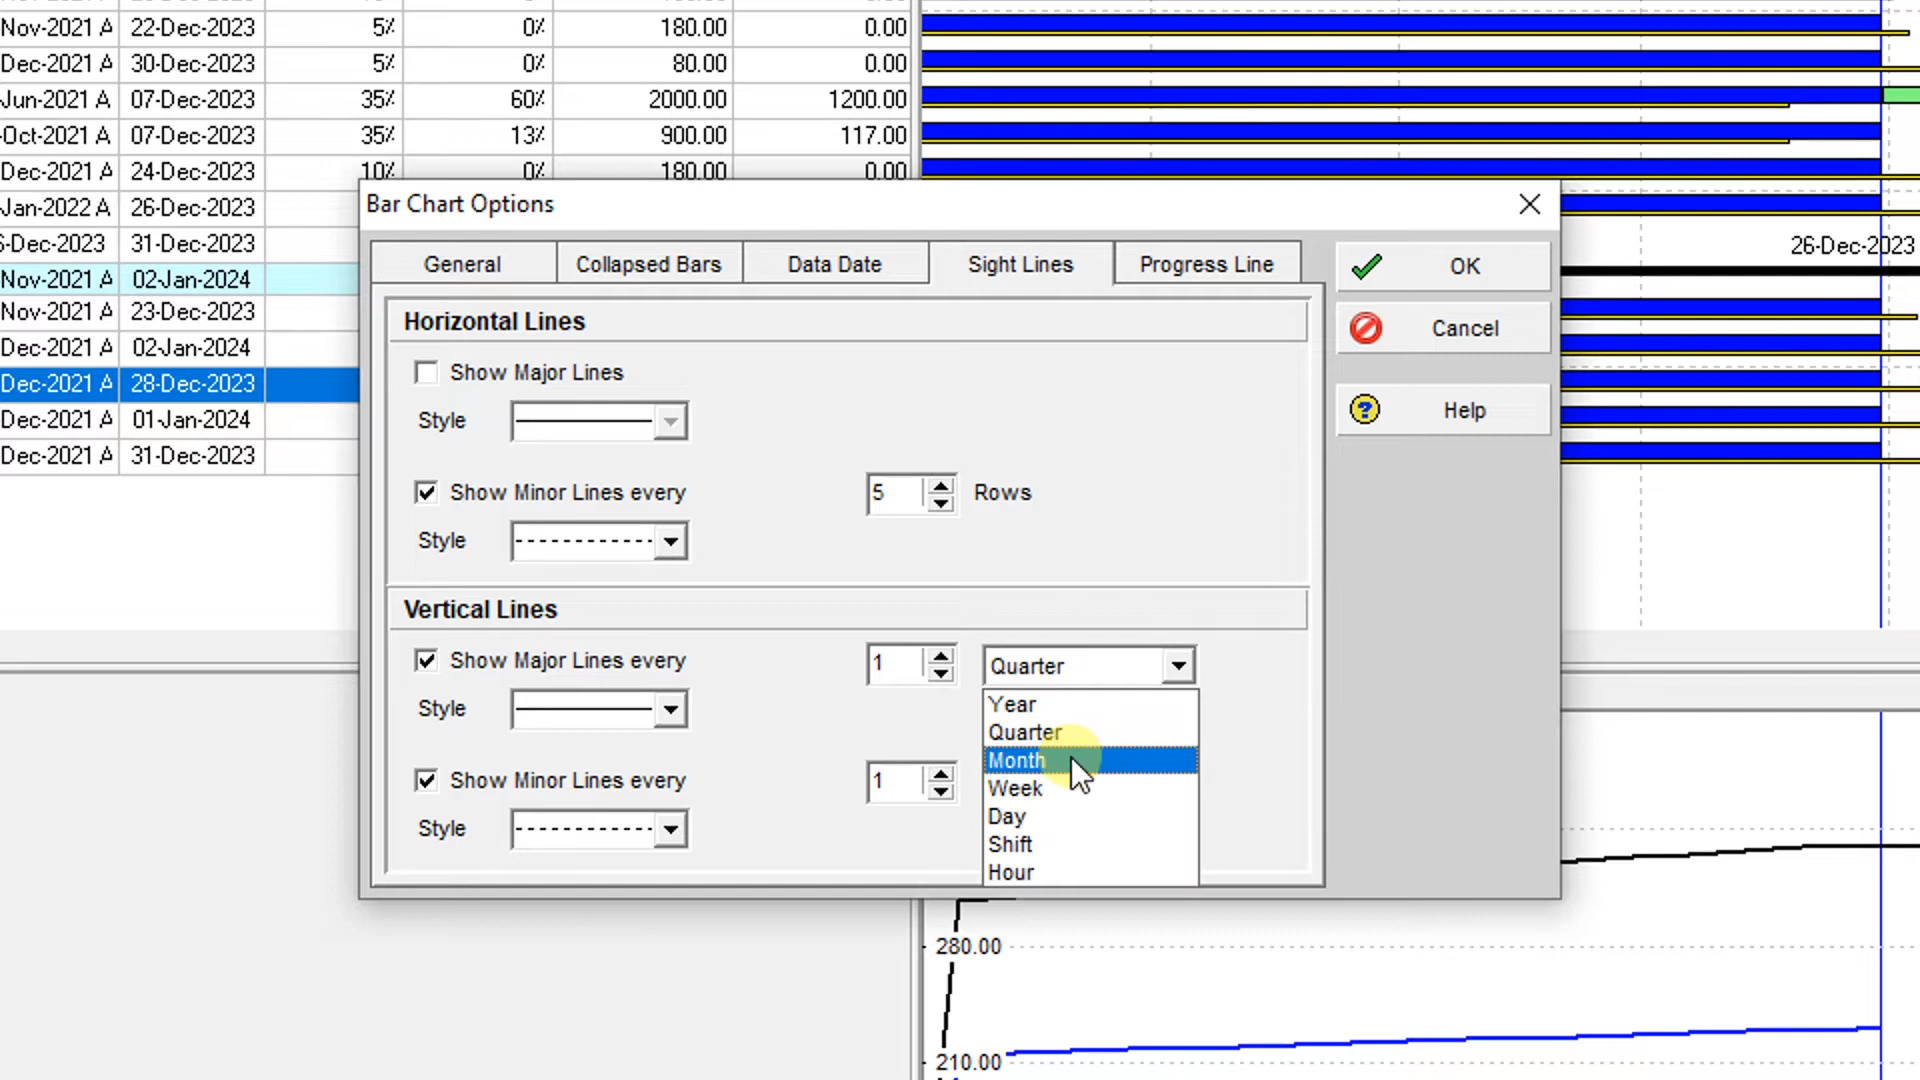 Nov-2021 A 22-Dec-2023 5% 0% 180.00 0.00
Dec-2021 A 30-Dec-2023 5% 0% 80.00 0.00
Jun-2021 A 07-Dec-2023 35% 60% 2000.00 1200.00
-Oct-2021 A 07-Dec-2023 35% 13% 900.00 117.00
Dec-2021 A 24-Dec-2023 10% 0% 180.00 0.00
Jan-2022 A 26-Dec-2023
-Dec-2023 31-Dec-2023
26-Dec-2023
Nov-2021 A 02-Jan-2024
Nov-2021 A 23-Dec-2023
Dec-2021 A 02-Jan-2024
Dec-2021 A 28-Dec-2023
Dec-2021 A 01-Jan-2024
Dec-2021 A 31-Dec-2023
Bar Chart Options
General Collapsed Bars Data Date Sight Lines Progress Line
OK
Cancel
Help
Horizontal Lines
Show Major Lines
Style
Show Minor Lines every 5 Rows
Style
Vertical Lines
Show Major Lines every 1 Quarter
Style
Show Minor Lines every 1
Style
Year
Quarter
Month
Week
Day
Shift
Hour
280.00
210.00